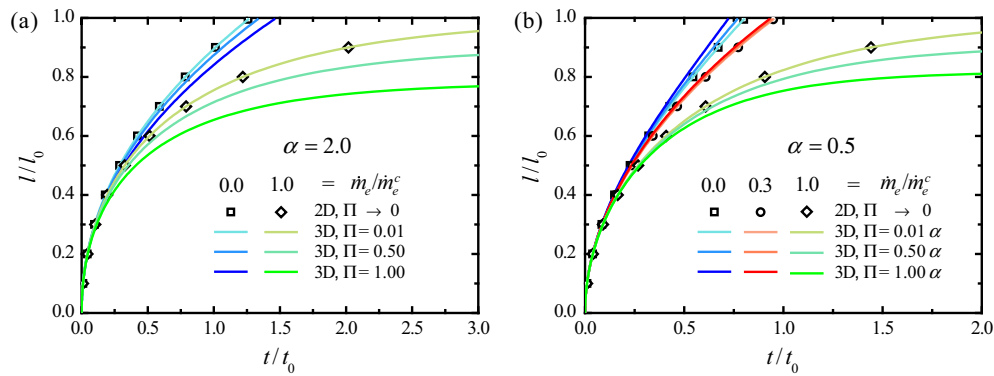 (a)
1.0
0.8
0.6
0.4
0.2
0.0
l/l₀
α = 2.0
0.0 1.0 = ṁₑ/ṁₑᶜ
2D, Π → 0
3D, Π = 0.01
3D, Π = 0.50
3D, Π = 1.00
0.0 0.5 1.0 1.5 2.0 2.5 3.0
t/t₀
(b)
1.0
0.8
0.6
0.4
0.2
0.0
l/l₀
α = 0.5
0.0 0.3 1.0 = ṁₑ/ṁₑᶜ
2D, Π → 0
3D, Π = 0.01 α
3D, Π = 0.50 α
3D, Π = 1.00 α
0.0 0.5 1.0 1.5 2.0
t/t₀